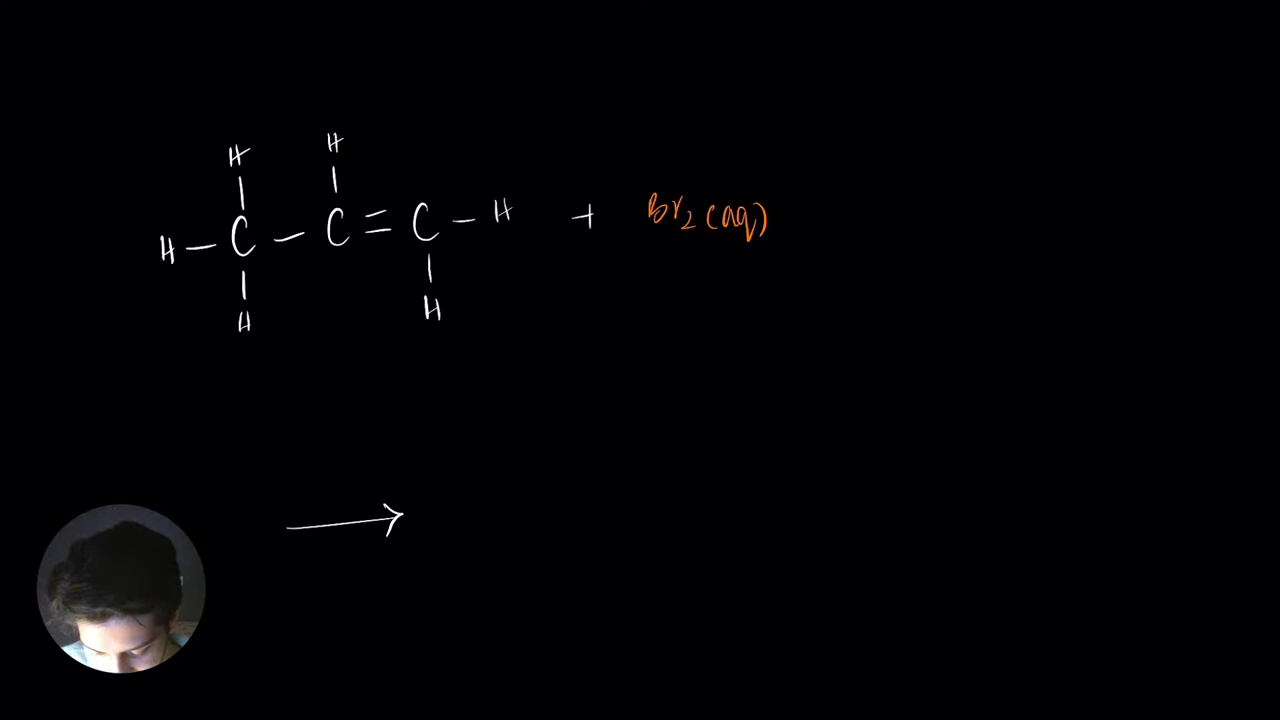 H H
H – C – C = C – H + Br₂ (aq)
H H
⟶